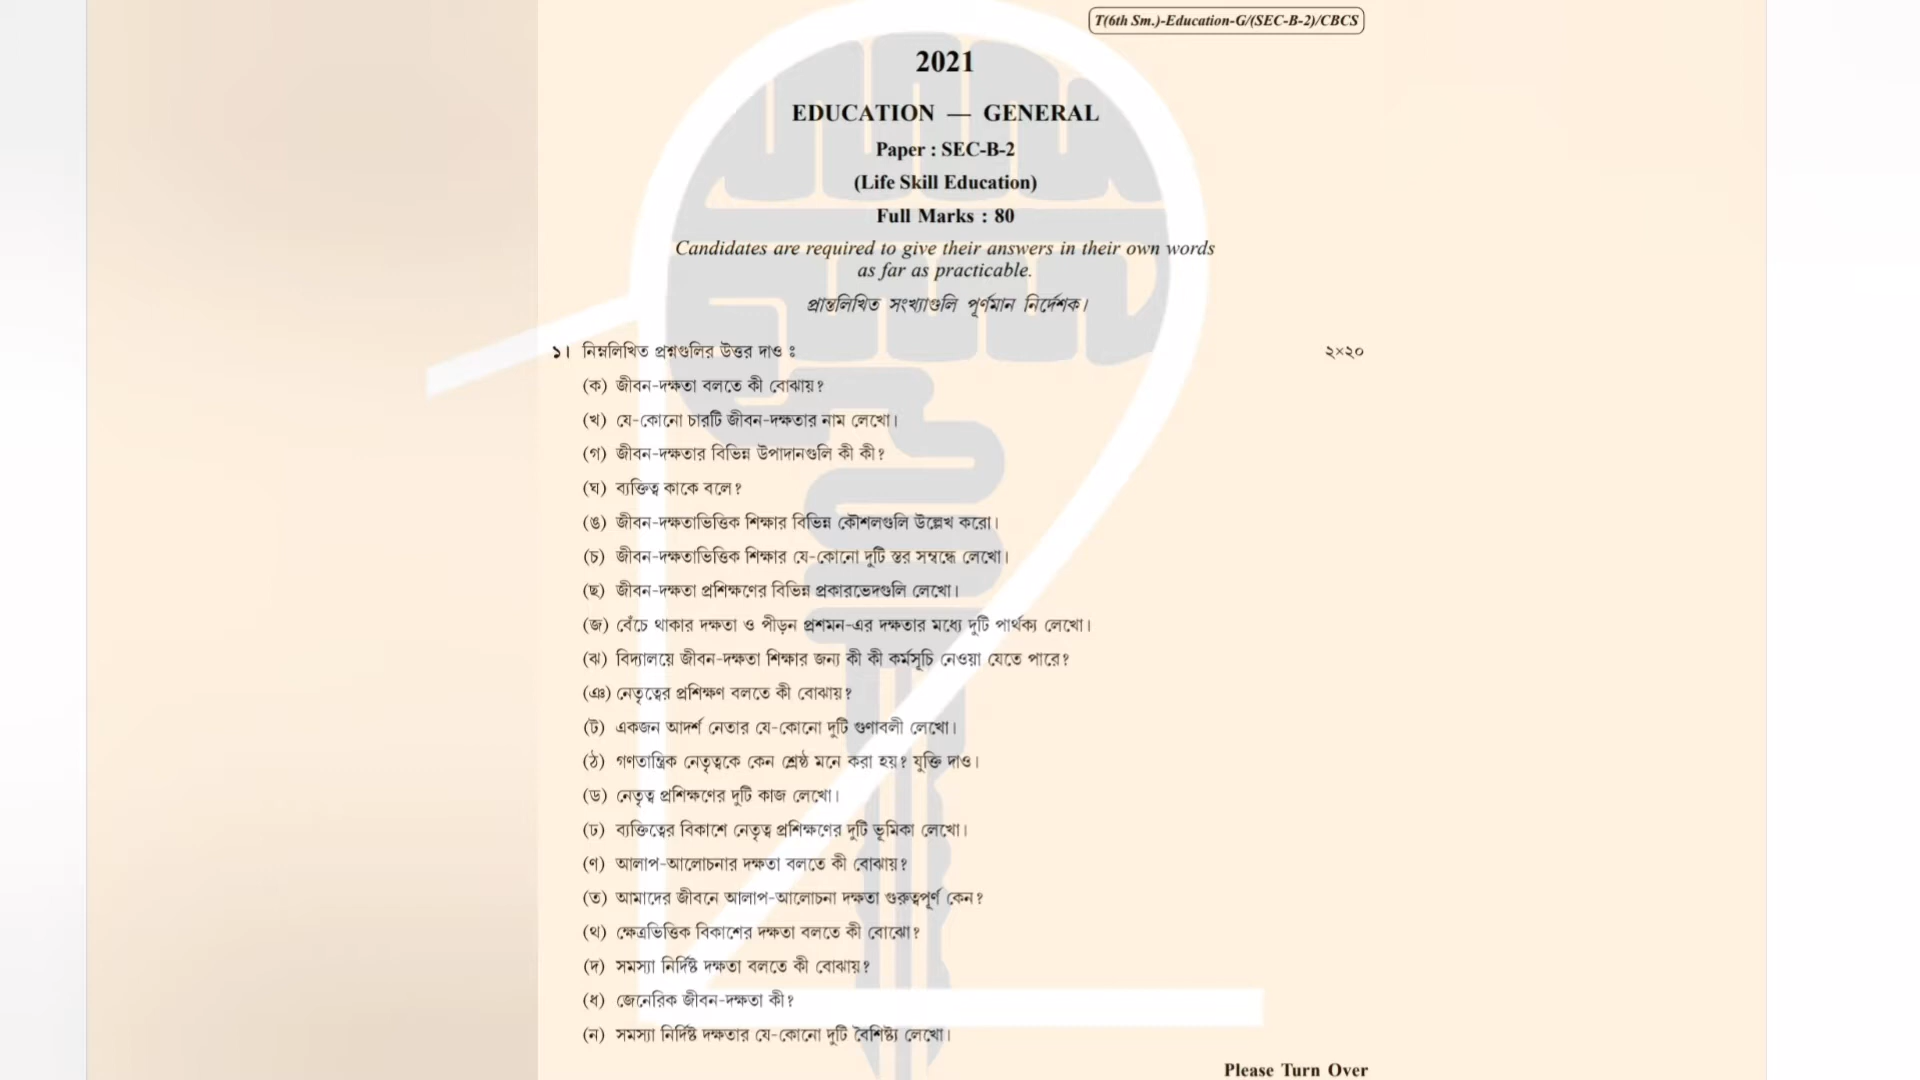 T(6th Sm.)-Education-G/(SEC-B-2)/CBCS
2021
EDUCATION — GENERAL
Paper : SEC-B-2
(Life Skill Education)
Full Marks : 80
Candidates are required to give their answers in their own words
as far as practicable.
প্রান্তলিখিত সংখ্যাগুলি পূর্ণমান নির্দেশক।
১। নিম্নলিখিত প্রশ্নগুলির উত্তর দাও ঃ ২×২০
(ক) জীবন-দক্ষতা বলতে কী বোঝায়?
(খ) যে-কোনো চারটি জীবন-দক্ষতার নাম লেখো।
(গ) জীবন-দক্ষতার বিভিন্ন উপাদানগুলি কী কী?
(ঘ) ব্যক্তিত্ব কাকে বলে?
(ঙ) জীবন-দক্ষতাভিত্তিক শিক্ষার বিভিন্ন কৌশলগুলি উল্লেখ করো।
(চ) জীবন-দক্ষতাভিত্তিক শিক্ষার যে-কোনো দুটি স্তর সম্বন্ধে লেখো।
(ছ) জীবন-দক্ষতা প্রশিক্ষণের বিভিন্ন প্রকারভেদগুলি লেখো।
(জ) বেঁচে থাকার দক্ষতা ও পীড়ন প্রশমন-এর দক্ষতার মধ্যে দুটি পার্থক্য লেখো।
(ঝ) বিদ্যালয়ে জীবন-দক্ষতা শিক্ষার জন্য কী কী কর্মসূচি নেওয়া যেতে পারে?
(ঞ) নেতৃত্বের প্রশিক্ষণ বলতে কী বোঝায়?
(ট) একজন আদর্শ নেতার যে-কোনো দুটি গুণাবলী লেখো।
(ঠ) গণতান্ত্রিক নেতৃত্বকে কেন শ্রেষ্ঠ মনে করা হয়? যুক্তি দাও।
(ড) নেতৃত্ব প্রশিক্ষণের দুটি কাজ লেখো।
(ঢ) ব্যক্তিত্বের বিকাশে নেতৃত্ব প্রশিক্ষণের দুটি ভূমিকা লেখো।
(ণ) আলাপ-আলোচনার দক্ষতা বলতে কী বোঝায়?
(ত) আমাদের জীবনে আলাপ-আলোচনা দক্ষতা গুরুত্বপূর্ণ কেন?
(থ) ক্ষেত্রভিত্তিক বিকাশের দক্ষতা বলতে কী বোঝো?
(দ) সমস্যা নির্দিষ্ট দক্ষতা বলতে কী বোঝায়?
(ধ) জেনেরিক জীবন-দক্ষতা কী?
(ন) সমস্যা নির্দিষ্ট দক্ষতার যে-কোনো দুটি বৈশিষ্ট্য লেখো।
Please Turn Over